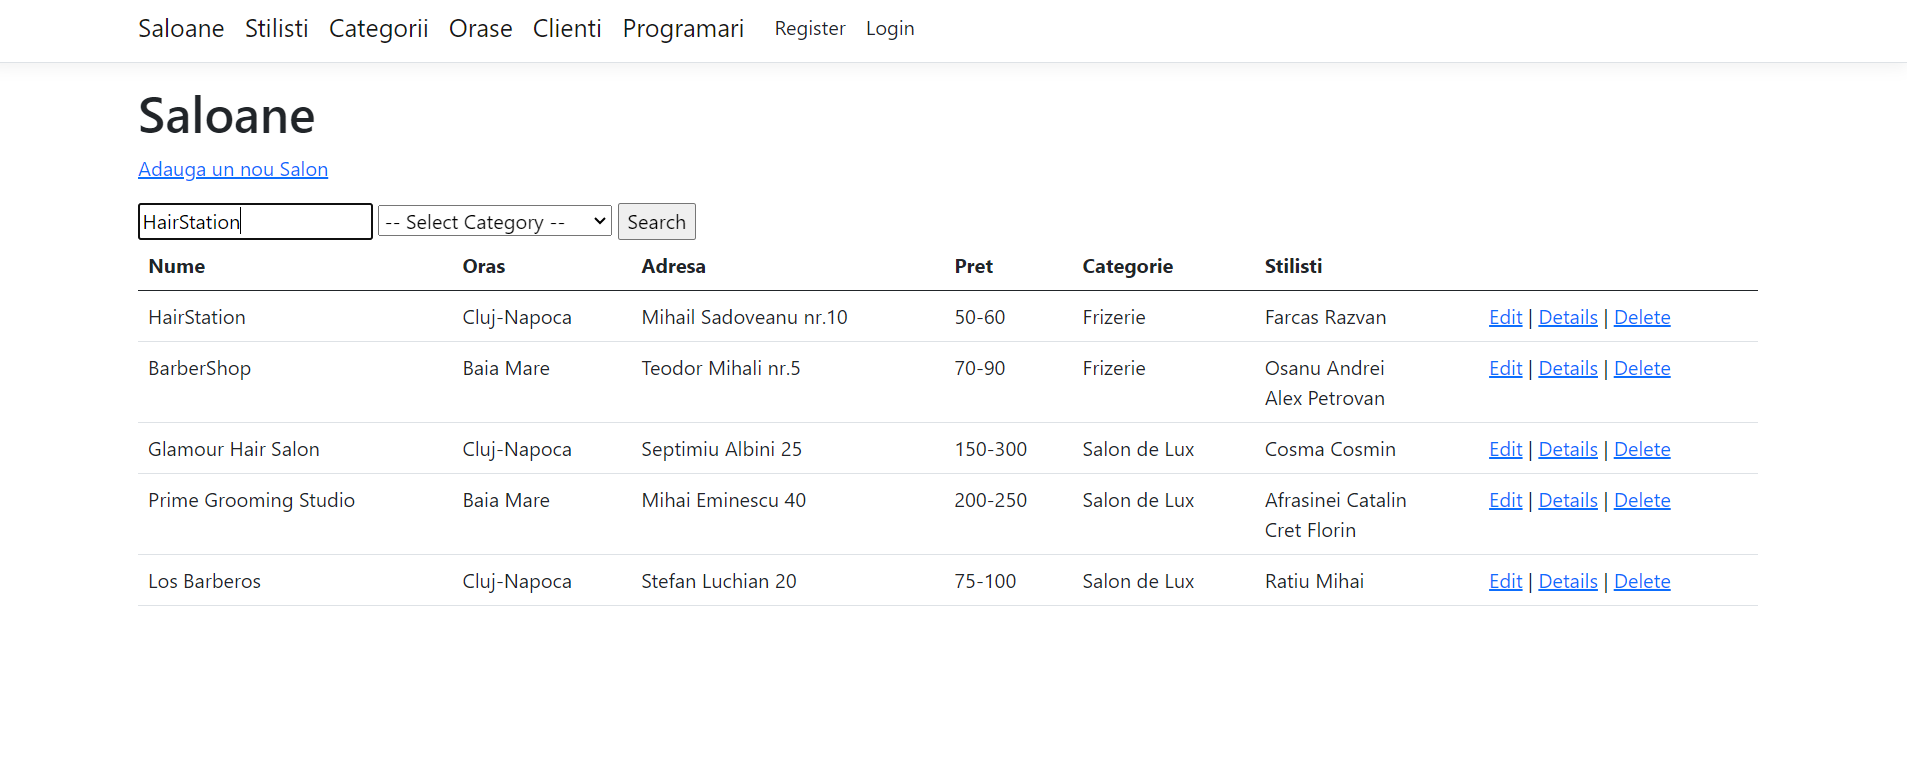 Saloane Stilisti Categorii Orase Clienti Programari Register Login
Saloane
Adauga un nou Salon
HairStation -- Select Category -- Search
Nume Oras Adresa Pret Categorie Stilisti
HairStation Cluj-Napoca Mihail Sadoveanu nr.10 50-60 Frizerie Farcas Razvan Edit | Details | Delete
BarberShop Baia Mare Teodor Mihali nr.5 70-90 Frizerie Osanu Andrei Edit | Details | Delete
Alex Petrovan
Glamour Hair Salon Cluj-Napoca Septimiu Albini 25 150-300 Salon de Lux Cosma Cosmin Edit | Details | Delete
Prime Grooming Studio Baia Mare Mihai Eminescu 40 200-250 Salon de Lux Afrasinei Catalin Edit | Details | Delete
Cret Florin
Los Barberos Cluj-Napoca Stefan Luchian 20 75-100 Salon de Lux Ratiu Mihai Edit | Details | Delete